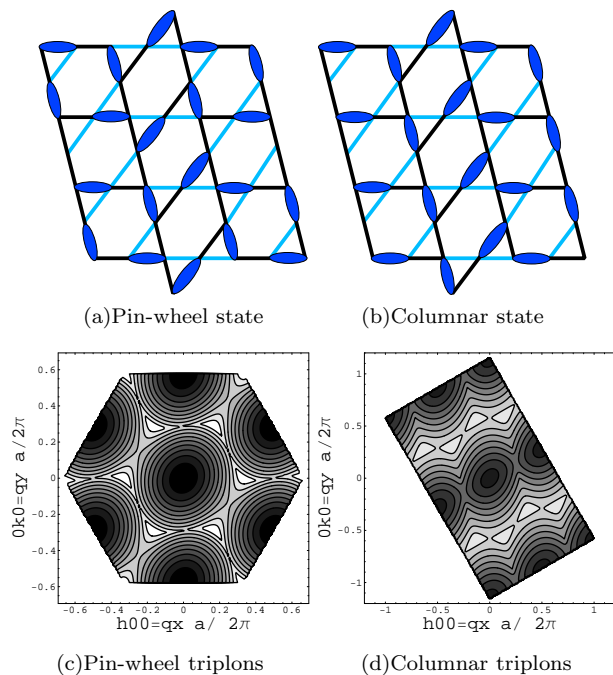 (a)Pin-wheel state
(b)Columnar state
0k0=qy a/2π
0.6
0.4
0.2
0
-0.2
-0.4
-0.6
-0.6 -0.4 -0.2 0 0.2 0.4 0.6
h00=qx a/ 2π
0k0=qy a/2π
1
0.5
0
-0.5
-1
-1 -0.5 0 0.5 1
h00=qx a/ 2π
(c)Pin-wheel triplons
(d)Columnar triplons